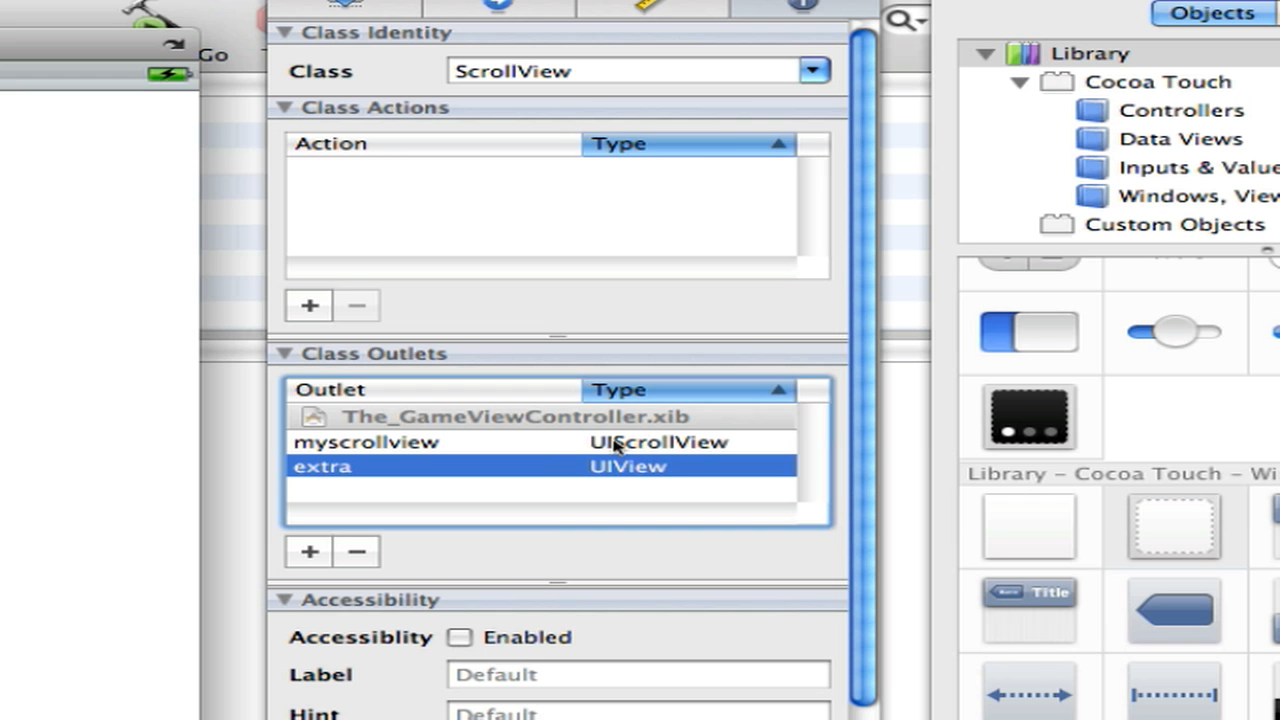 Go
Class Identity
Class ScrollView
Class Actions
Action Type
Class Outlets
Outlet Type
The_GameViewController.xib
myscrollview UIScrollView
extra UIView
Accessibility
Accessiblity Enabled
Label Default
Hint Default
Objects
Library
Cocoa Touch
Controllers
Data Views
Inputs & Value
Windows, View
Custom Objects
Library – Cocoa Touch – Wi
Title